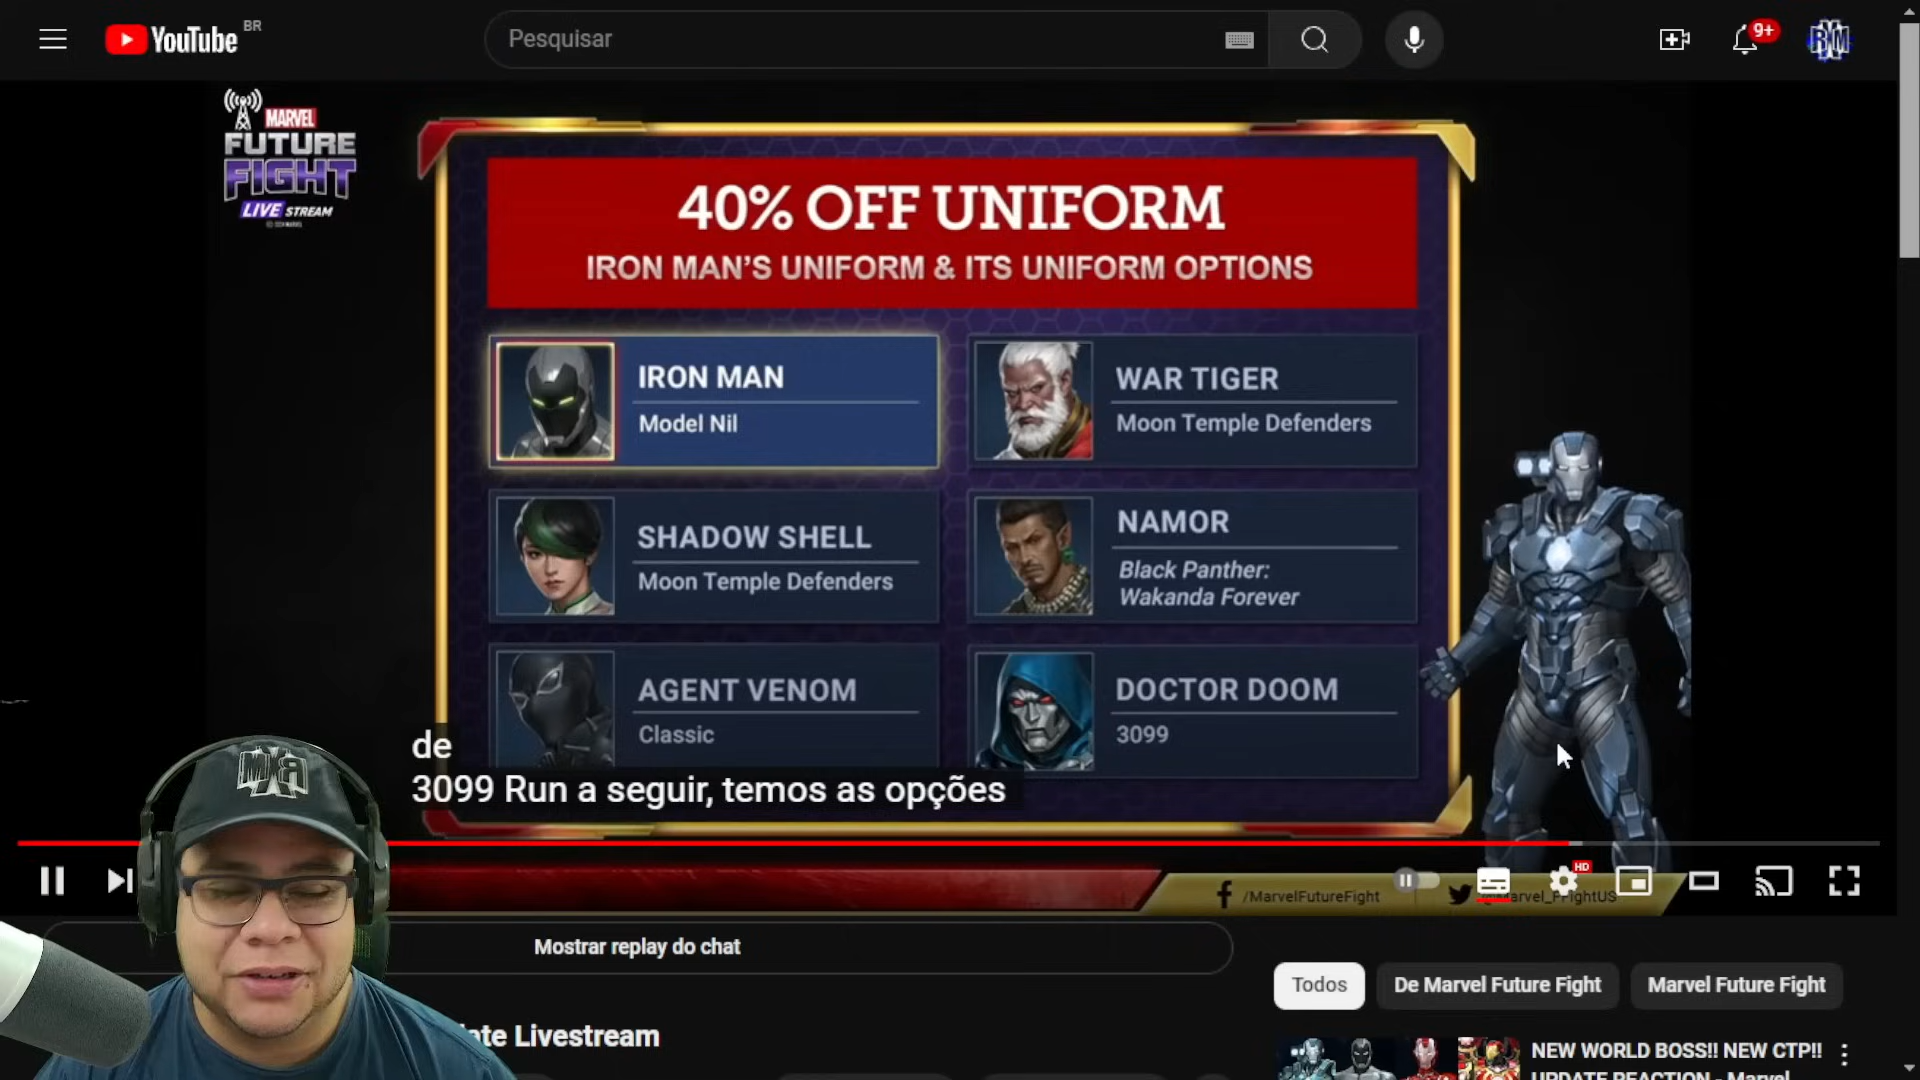 YouTube BR
Pesquisar
9+
MARVEL
FUTURE
FIGHT
LIVE STREAM
40% OFF UNIFORM
IRON MAN'S UNIFORM & ITS UNIFORM OPTIONS
IRON MAN
Model Nil
WAR TIGER
Moon Temple Defenders
SHADOW SHELL
Moon Temple Defenders
NAMOR
Black Panther:
Wakanda Forever
AGENT VENOM
Classic
DOCTOR DOOM
3099
de
3099 Run a seguir, temos as opções
HD
/MarvelFutureFight
Mostrar replay do chat
Todos
De Marvel Future Fight
Marvel Future Fight
Livestream
NEW WORLD BOSS!! NEW CTP!!
UPDATE REACTION - Marvel